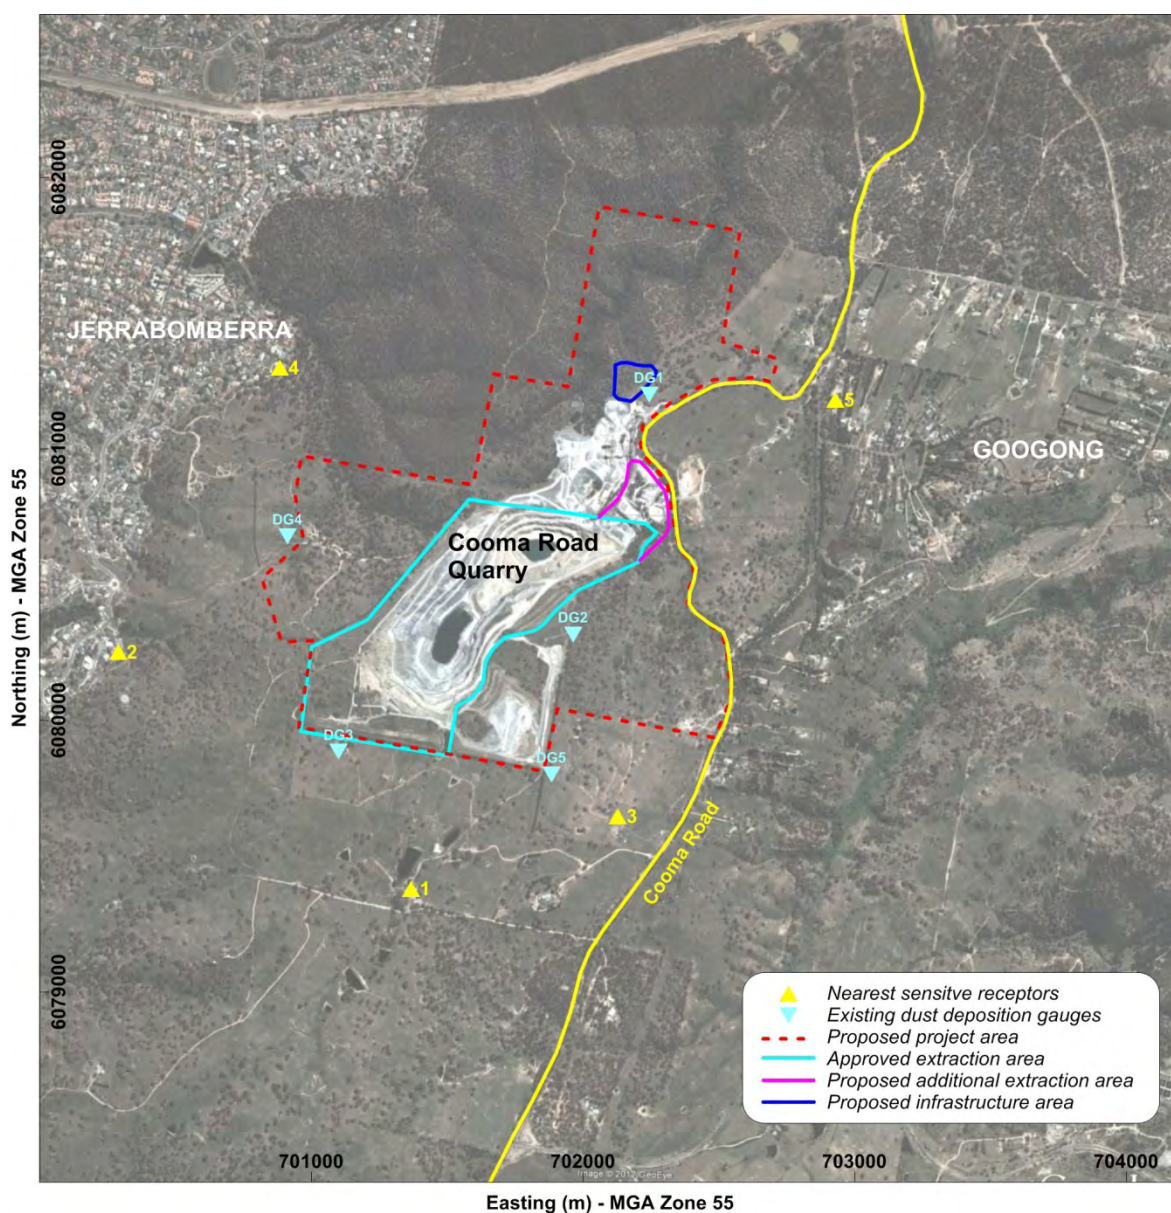 6082000
JERRABOMBERRA
4
DG1
5
6081000
GOOGONG
DG4
Cooma Road
Quarry
DG2
2
Northing (m) - MGA Zone 55
6080000
DG3
DG5
3
Cooma Road
1
6079000
Nearest sensitve receptors
Existing dust deposition gauges
Proposed project area
Approved extraction area
Proposed additional extraction area
Proposed infrastructure area
701000
702000
703000
704000
Image © 2012 GeoEye
Easting (m) - MGA Zone 55